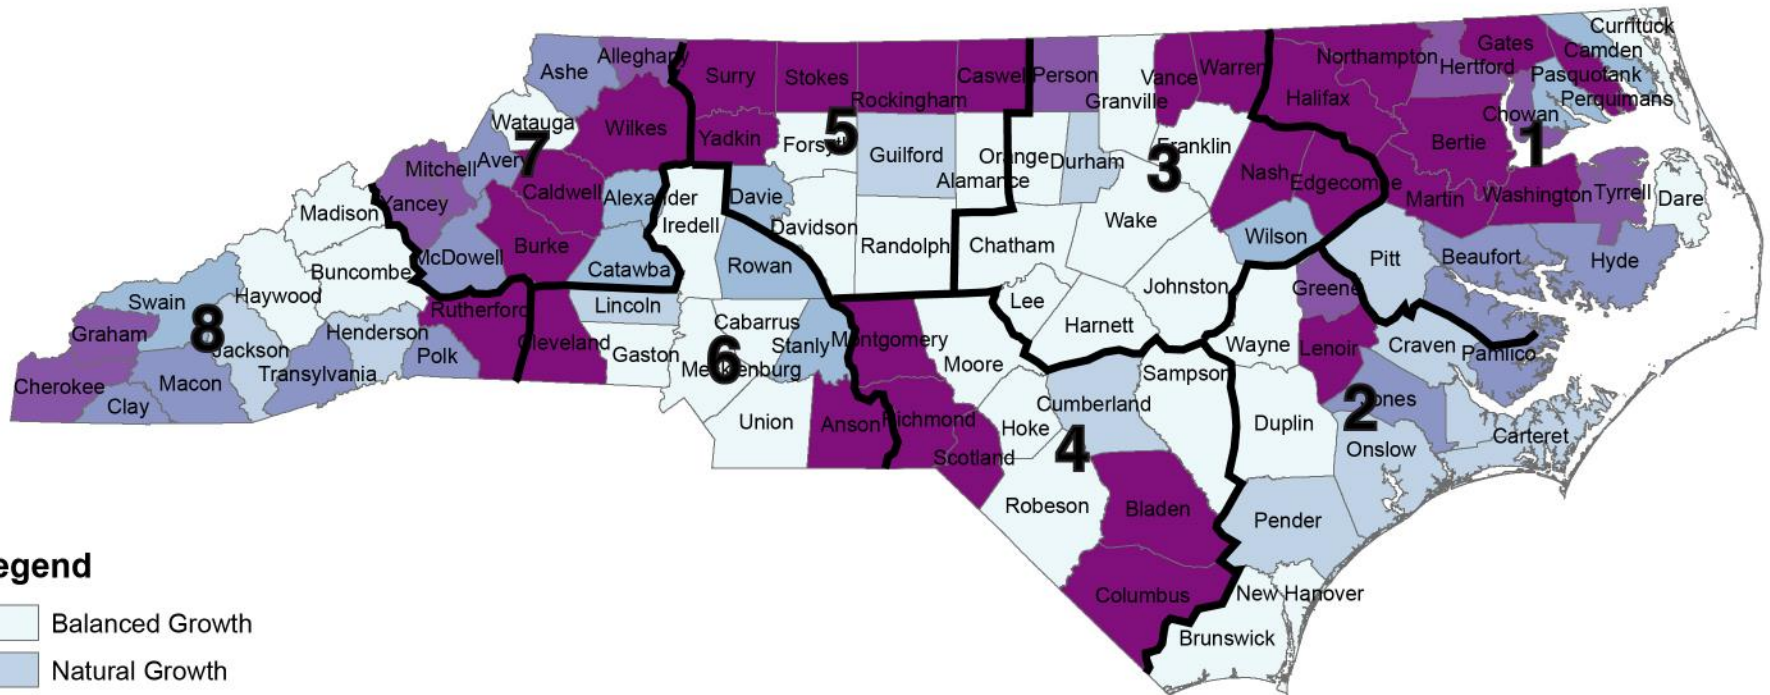 Currituck
Gates
Camden
Northampton
Hertford
Pasquotank
Perquimans
Chowan
Alleghany
Ashe
Surry
Stokes
Rockingham
Caswell
Person
Granville
Vance
Warren
Halifax
Bertie
1
Watauga
7
Wilkes
Yadkin
Forsyth
5
Guilford
Orange
Alamance
Durham
3
Franklin
Nash
Edgecombe
Martin
Washington
Tyrrell
Dare
Mitchell
Avery
Yancey
Caldwell
Alexander
Davie
Iredell
Madison
McDowell
Burke
Catawba
Rowan
Davidson
Randolph
Chatham
Wake
Wilson
Pitt
Beaufort
Hyde
Buncombe
Swain
Haywood
8
Graham
Jackson
Henderson
Rutherford
Polk
Transylvania
Macon
Clay
Cherokee
Cleveland
Lincoln
Gaston
Cabarrus
Stanly
6
Mecklenburg
Union
Anson
Montgomery
Moore
Richmond
Scotland
Lee
Harnett
Johnston
Wayne
Greene
Lenoir
Craven
Pamlico
Sampson
Cumberland
Hoke
4
Duplin
2
Jones
Onslow
Carteret
Robeson
Bladen
Pender
Columbus
New Hanover
Brunswick
egend
Balanced Growth
Natural Growth